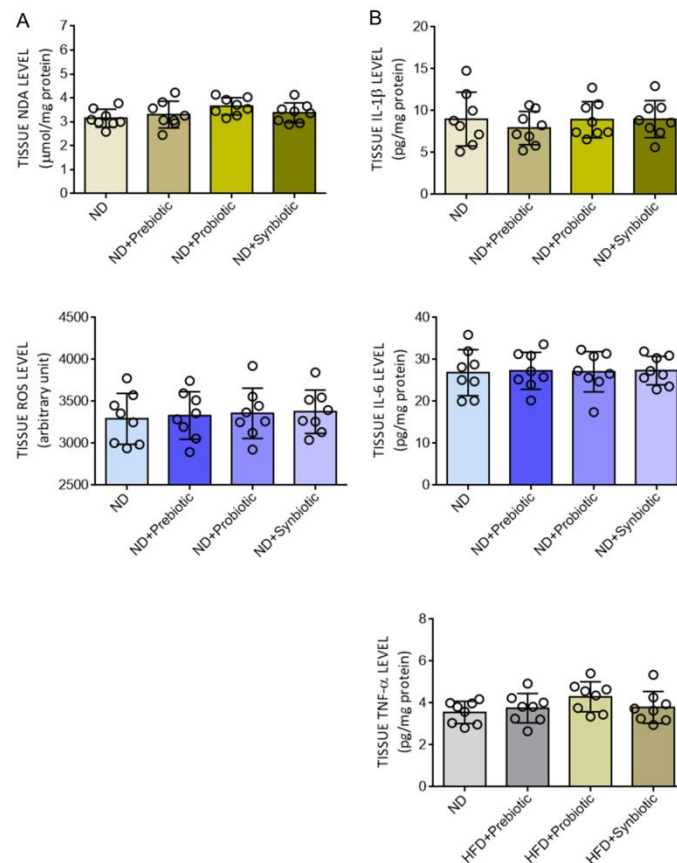 A
TISSUE NDA LEVEL
(µmol/mg protein)
7
6
5
4
3
2
1
0
ND
ND+Prebiotic
ND+Probiotic
ND+Synbiotic
B
TISSUE IL-1β LEVEL
(pg/mg protein)
20
15
10
5
0
ND
ND+Prebiotic
ND+Probiotic
ND+Synbiotic
TISSUE ROS LEVEL
(arbitrary unit)
4500
4000
3500
3000
2500
ND
ND+Prebiotic
ND+Probiotic
ND+Synbiotic
TISSUE IL-6 LEVEL
(pg/mg protein)
40
30
20
10
0
ND
ND+Prebiotic
ND+Probiotic
ND+Synbiotic
TISSUE TNF-α LEVEL
(pg/mg protein)
8
6
4
2
0
ND
HFD+Prebiotic
HFD+Probiotic
HFD+Synbiotic